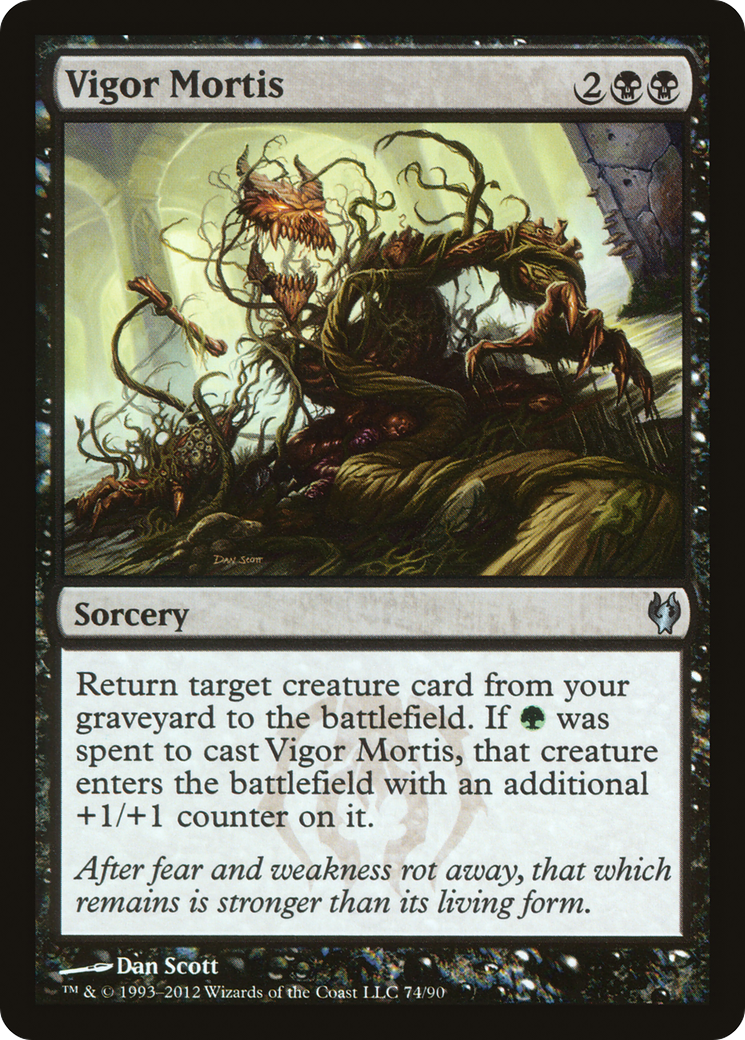 Vigor Mortis
2
DAN SCOTT
Sorcery
Return target creature card from your
graveyard to the battlefield. If was
spent to cast Vigor Mortis, that creature
enters the battlefield with an additional
+1/+1 counter on it.
After fear and weakness rot away, that which
remains is stronger than its living form.
Dan Scott
™ & © 1993–2012 Wizards of the Coast LLC 74/90